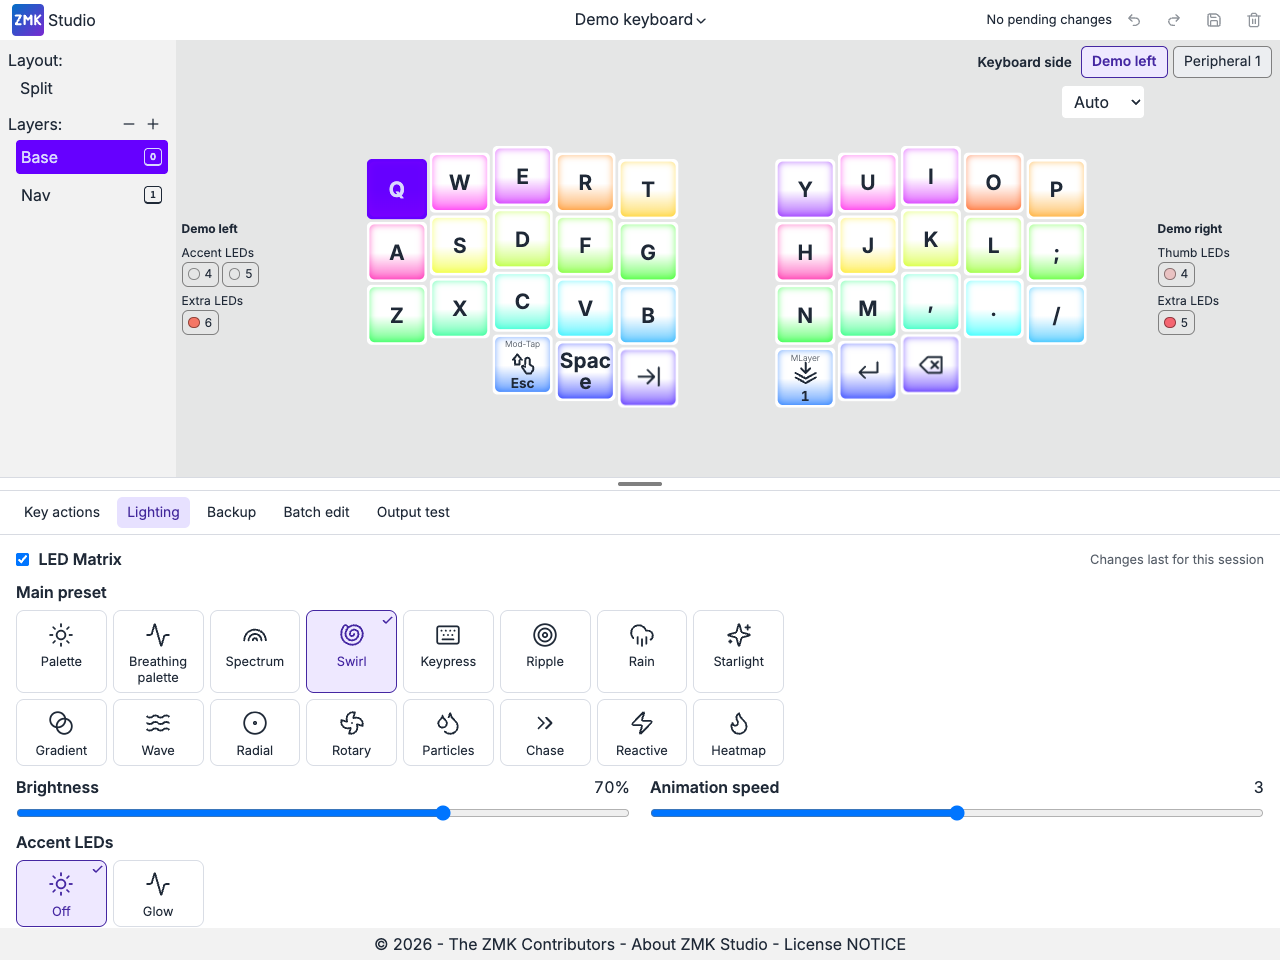 ZMK Studio
Demo keyboard
No pending changes
Layout:
Split
Layers:
Base 0
Nav 1
Keyboard side Demo left Peripheral 1
Auto
Q W E R T Y U I O P
A S D F G H J K L ;
Z X C V B N M , . /
Mod-Tap
Esc
Space
MLayer
1
Demo left
Accent LEDs
4 5
Extra LEDs
6
Demo right
Thumb LEDs
4
Extra LEDs
5
Key actions Lighting Backup Batch edit Output test
LED Matrix
Changes last for this session
Main preset
Palette Breathing palette Spectrum Swirl Keypress Ripple Rain Starlight
Gradient Wave Radial Rotary Particles Chase Reactive Heatmap
Brightness 70% Animation speed 3
Accent LEDs
Off Glow
© 2026 - The ZMK Contributors - About ZMK Studio - License NOTICE